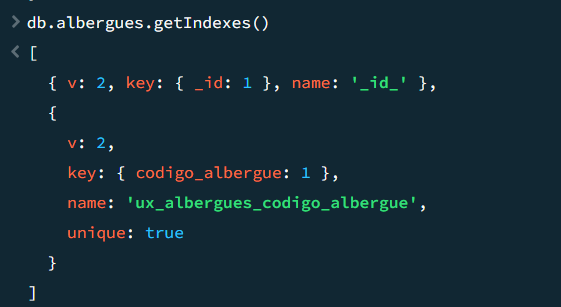 > db.albergues.getIndexes()
< [
{ v: 2, key: { _id: 1 }, name: '_id_' },
{
v: 2,
key: { codigo_albergue: 1 },
name: 'ux_albergues_codigo_albergue',
unique: true
}
]